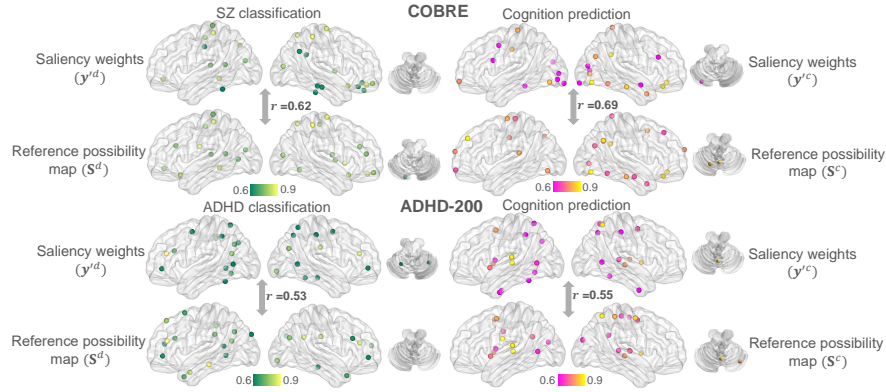 SZ classification
COBRE
Cognition prediction
Saliency weights
(𝒚′ᵈ)
Saliency weights
(𝒚′ᶜ)
r =0.62
r =0.69
Reference possibility
map (𝐒ᵈ)
Reference possibility
map (𝐒ᶜ)
0.6 0.9
0.6 0.9
ADHD classification
ADHD-200
Cognition prediction
Saliency weights
(𝒚′ᵈ)
Saliency weights
(𝒚′ᶜ)
r =0.53
r =0.55
Reference possibility
map (𝐒ᵈ)
Reference possibility
map (𝐒ᶜ)
0.6 0.9
0.6 0.9